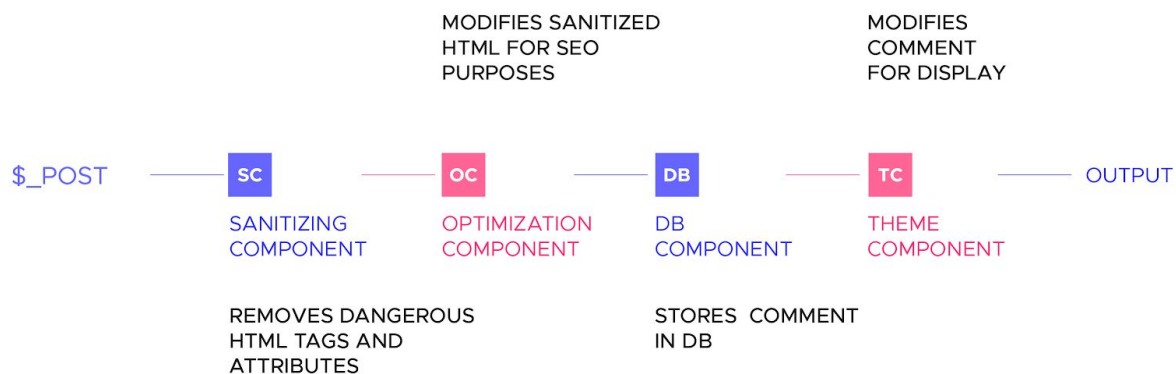 MODIFIES SANITIZED
HTML FOR SEO
PURPOSES
MODIFIES
COMMENT
FOR DISPLAY
$_POST
SC
OC
DB
TC
OUTPUT
SANITIZING
COMPONENT
OPTIMIZATION
COMPONENT
DB
COMPONENT
THEME
COMPONENT
REMOVES DANGEROUS
HTML TAGS AND
ATTRIBUTES
STORES COMMENT
IN DB